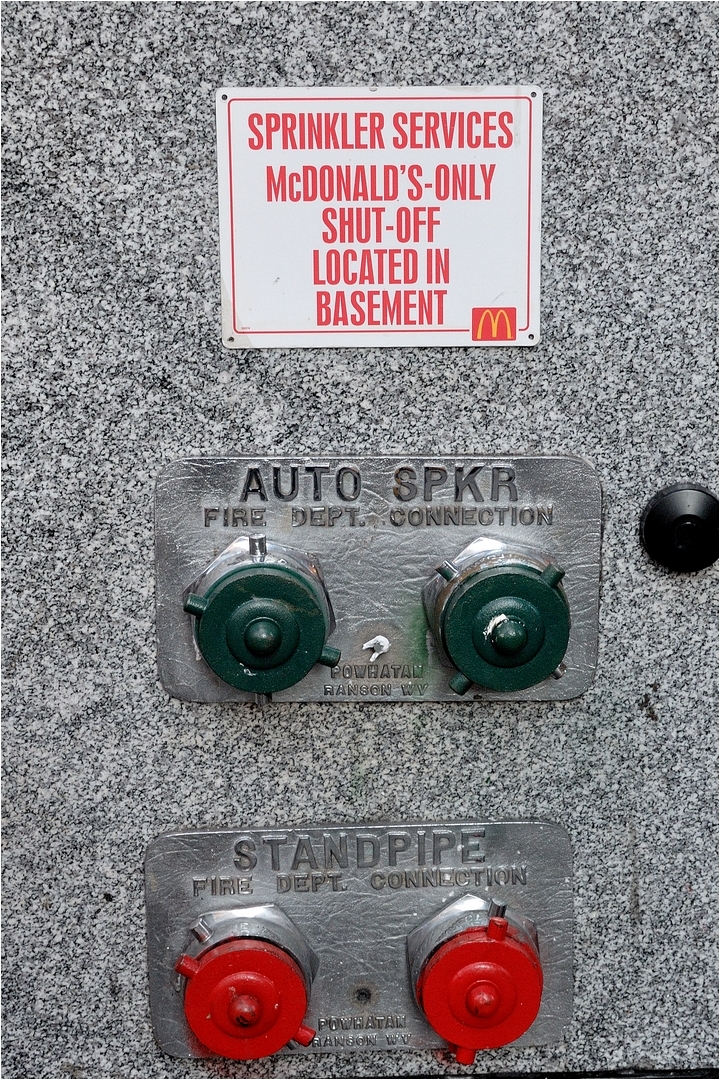 SPRINKLER SERVICES
McDONALD'S-ONLY
SHUT-OFF
LOCATED IN
BASEMENT
AUTO SPKR
FIRE DEPT. CONNECTION
POWHATAN
RANSON WV
STANDPIPE
FIRE DEPT. CONNECTION
POWHATAN
RANSON WV